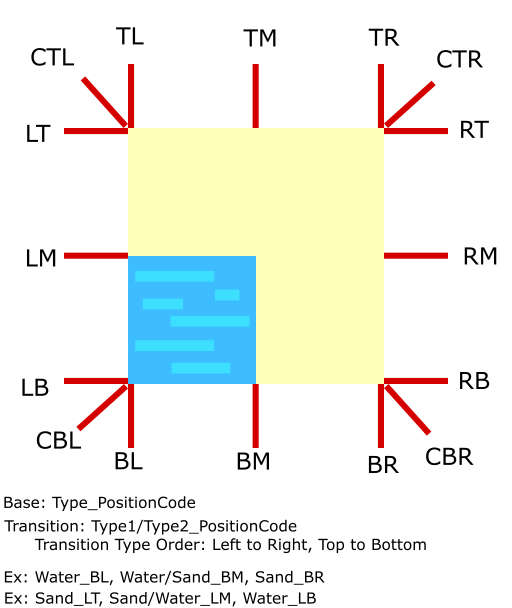 TL
TM
TR
CTL
CTR
LT
RT
LM
RM
LB
RB
CBL
CBR
BL
BM
BR
Base: Type_PositionCode
Transition: Type1/Type2_PositionCode
Transition Type Order: Left to Right, Top to Bottom
Ex: Water_BL, Water/Sand_BM, Sand_BR
Ex: Sand_LT, Sand/Water_LM, Water_LB